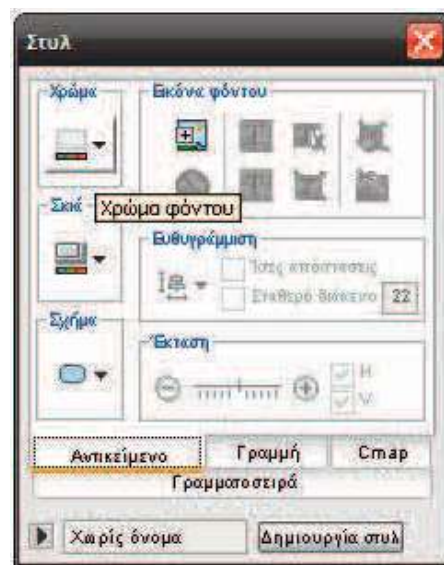 Στυλ
Χρώμα
Εικόνα φόντου
Σκιά
Χρώμα φόντου
Ευθυγράμμιση
Ίσες αποστάσεις
Σταθερό διάκενο 22
Σχήμα
Έκταση
H
V
Αντικείμενο Γραμμή Cmap
Γραμματοσειρά
Χωρίς όνομα Δημιουργία στυλ